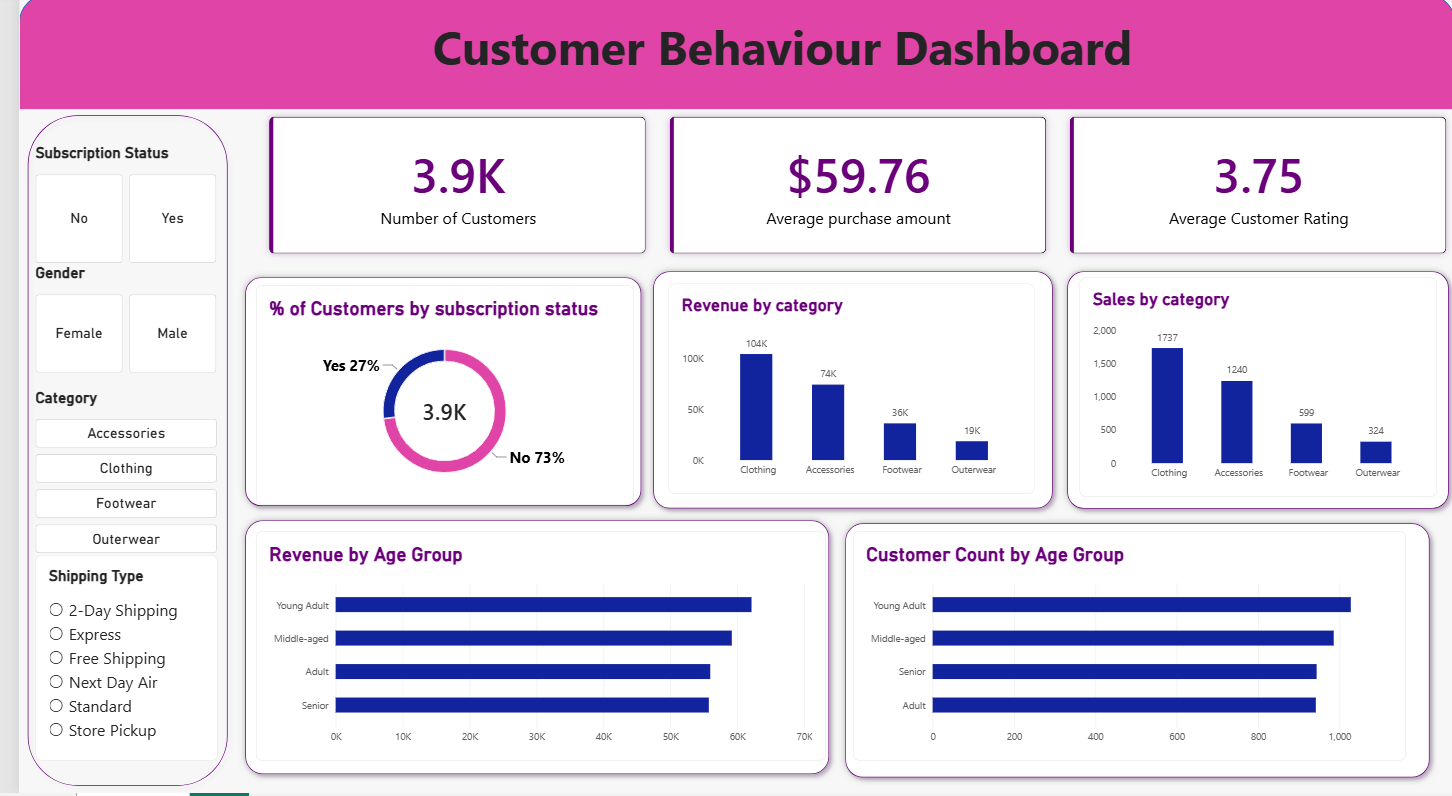 Customer Behaviour Dashboard
Subscription Status
No
Yes
Gender
Female
Male
Category
Accessories
Clothing
Footwear
Outerwear
Shipping Type
2-Day Shipping
Express
Free Shipping
Next Day Air
Standard
Store Pickup
3.9K
Number of Customers
$59.76
Average purchase amount
3.75
Average Customer Rating
% of Customers by subscription status
Yes 27%
3.9K
No 73%
Revenue by category
104K
100K
74K
50K
36K
19K
0K
Clothing
Accessories
Footwear
Outerwear
Sales by category
2,000
1737
1,500
1240
1,000
599
500
324
0
Clothing
Accessories
Footwear
Outerwear
Revenue by Age Group
Young Adult
Middle-aged
Adult
Senior
0K
10K
20K
30K
40K
50K
60K
70K
Customer Count by Age Group
Young Adult
Middle-aged
Senior
Adult
0
200
400
600
800
1,000